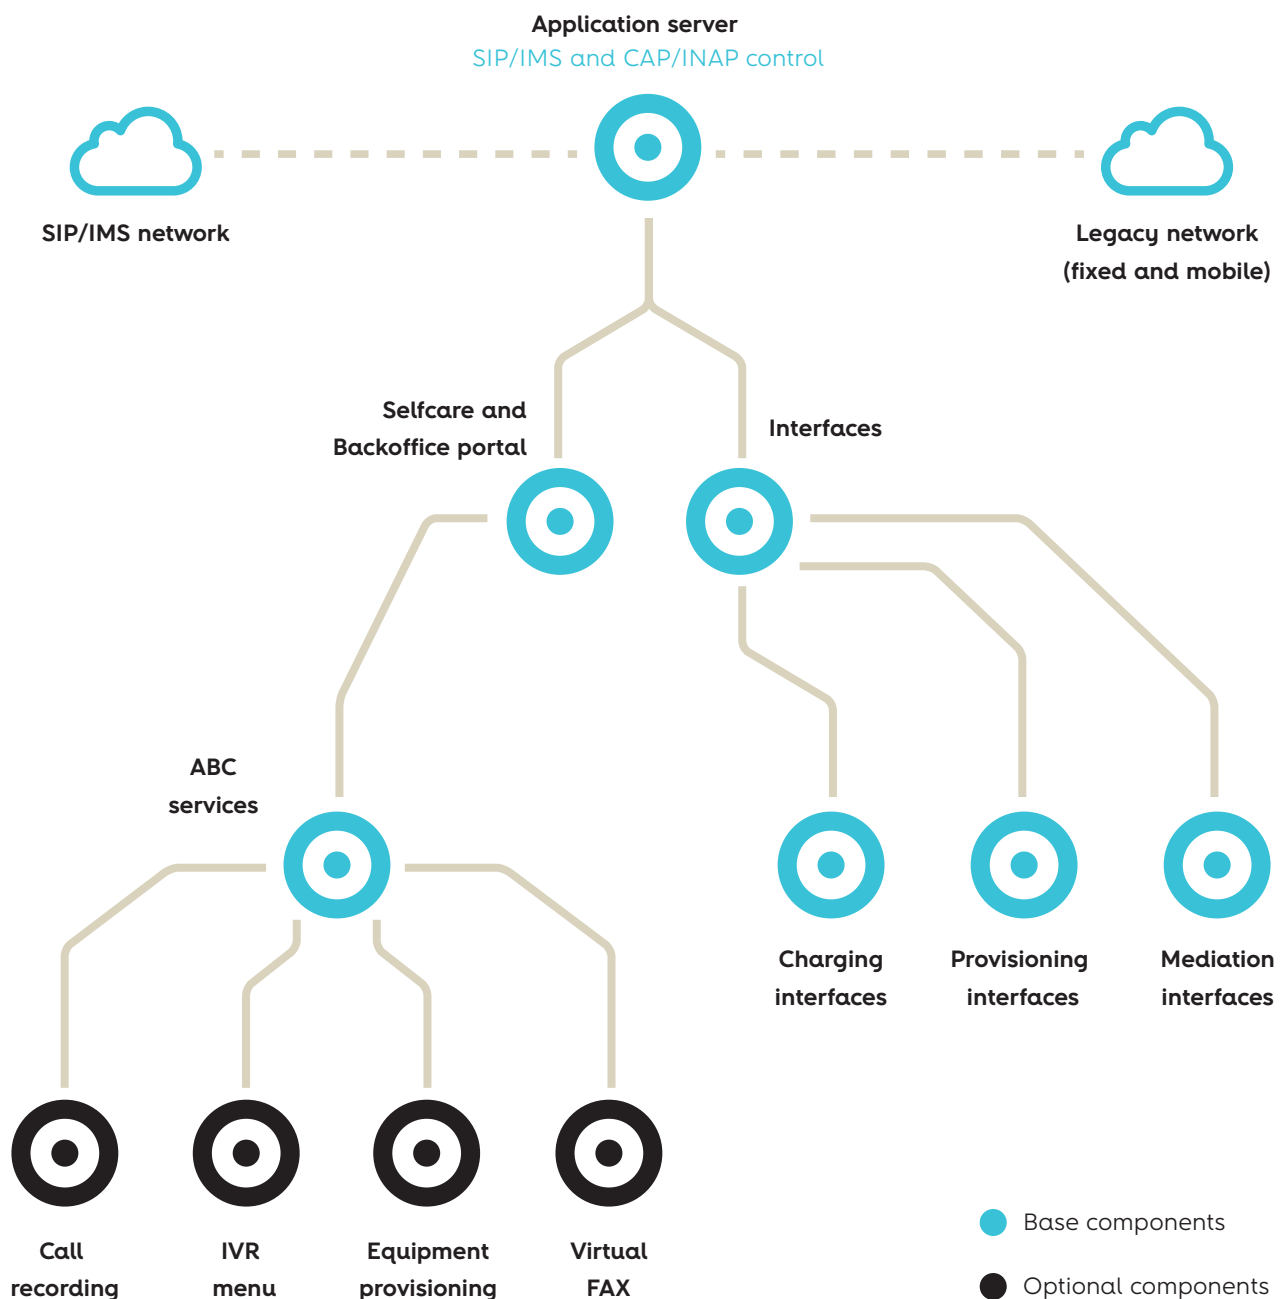 Application server
SIP/IMS and CAP/INAP control
SIP/IMS network
Legacy network
(fixed and mobile)
Selfcare and
Backoffice portal
Interfaces
ABC
services
Charging
interfaces
Provisioning
interfaces
Mediation
interfaces
Call
recording
IVR
menu
Equipment
provisioning
Virtual
FAX
Base components
Optional components